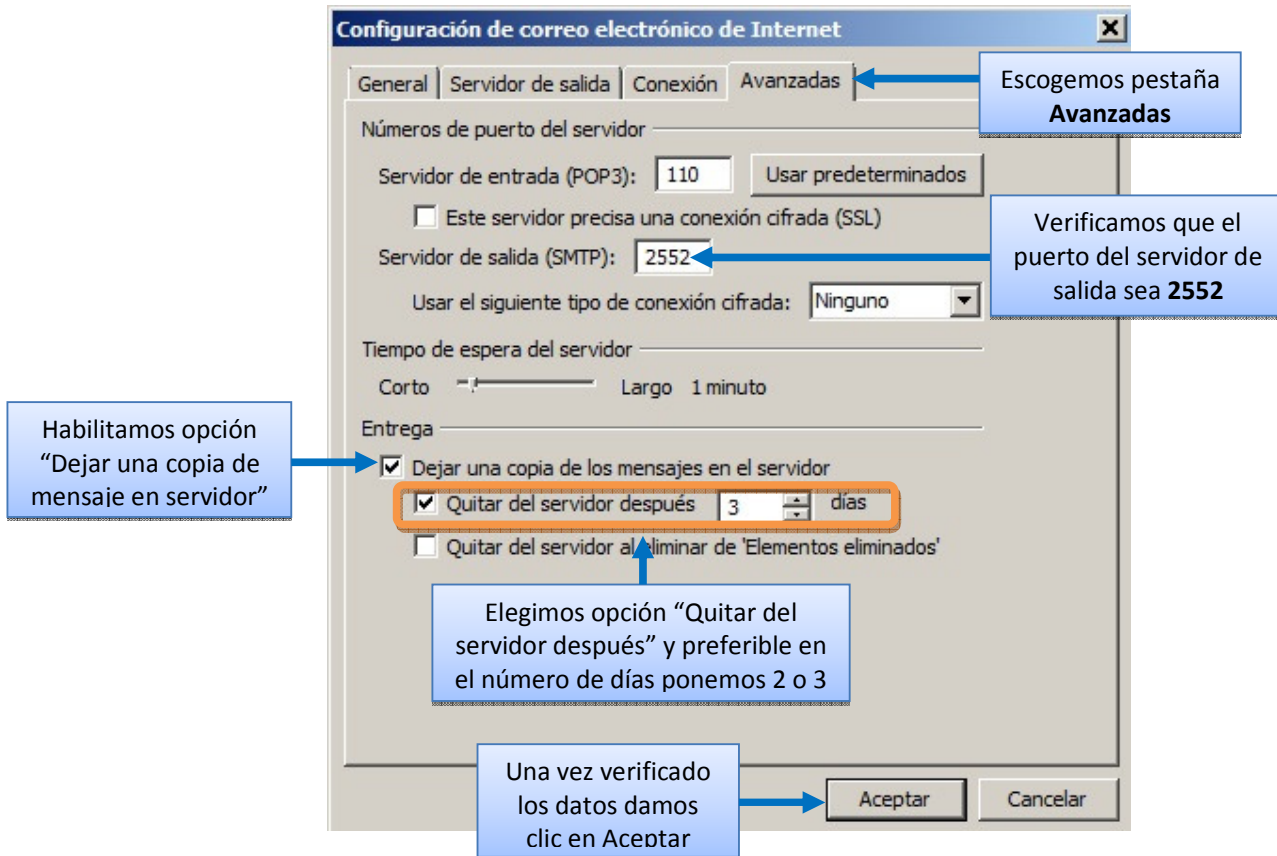 Configuración de correo electrónico de Internet
General
Servidor de salida
Conexión
Avanzadas
Escogemos pestaña
Avanzadas
Números de puerto del servidor
Servidor de entrada (POP3):
110
Usar predeterminados
Este servidor precisa una conexión cifrada (SSL)
Servidor de salida (SMTP):
2552
Verificamos que el
puerto del servidor de
salida sea 2552
Usar el siguiente tipo de conexión cifrada:
Ninguno
Tiempo de espera del servidor
Corto
Largo 1 minuto
Entrega
Habilitamos opción
“Dejar una copia de
mensaje en servidor”
Dejar una copia de los mensajes en el servidor
Quitar del servidor después
3
días
Quitar del servidor al eliminar de 'Elementos eliminados'
Elegimos opción “Quitar del
servidor después” y preferible en
el número de días ponemos 2 o 3
Una vez verificado
los datos damos
clic en Aceptar
Aceptar
Cancelar